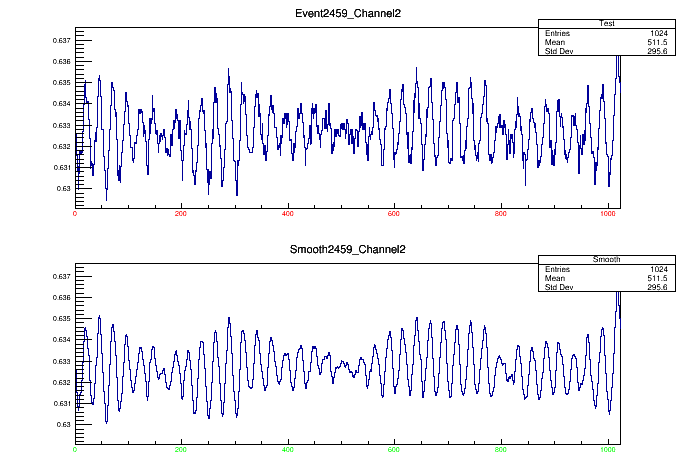 Event2459_Channel2
Test
Entries 1024
Mean 511.5
Std Dev 295.6
0.637
0.636
0.635
0.634
0.633
0.632
0.631
0.63
0 200 400 600 800 1000
Smooth2459_Channel2
Smooth
Entries 1024
Mean 511.5
Std Dev 295.6
0.637
0.636
0.635
0.634
0.633
0.632
0.631
0.63
0 200 400 600 800 1000